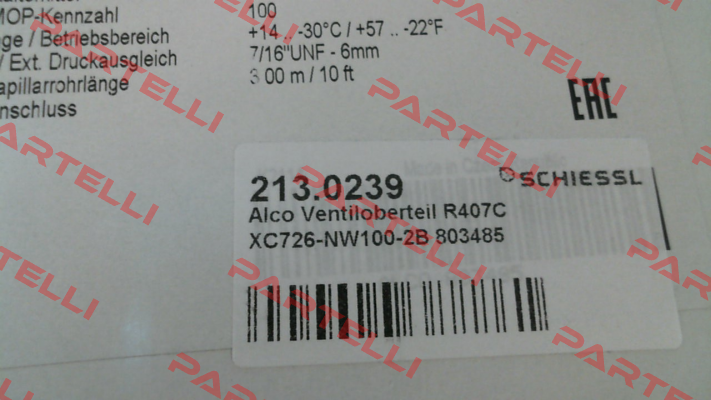 MOP-Kennzahl 100
nge / Betriebsbereich +14 .. -30°C / +57 .. -22°F
/ Ext. Druckausgleich 7/16"UNF - 6mm
apillarrohrlänge 3,00 m / 10 ft
nschluss
EAC
SCHIESSL
213.0239
Alco Ventiloberteil R407C
XC726-NW100-2B 803485
PARTELLI
PARTELLI
PARTELLI
PARTELLI
PARTELLI
PARTELLI
PARTELLI